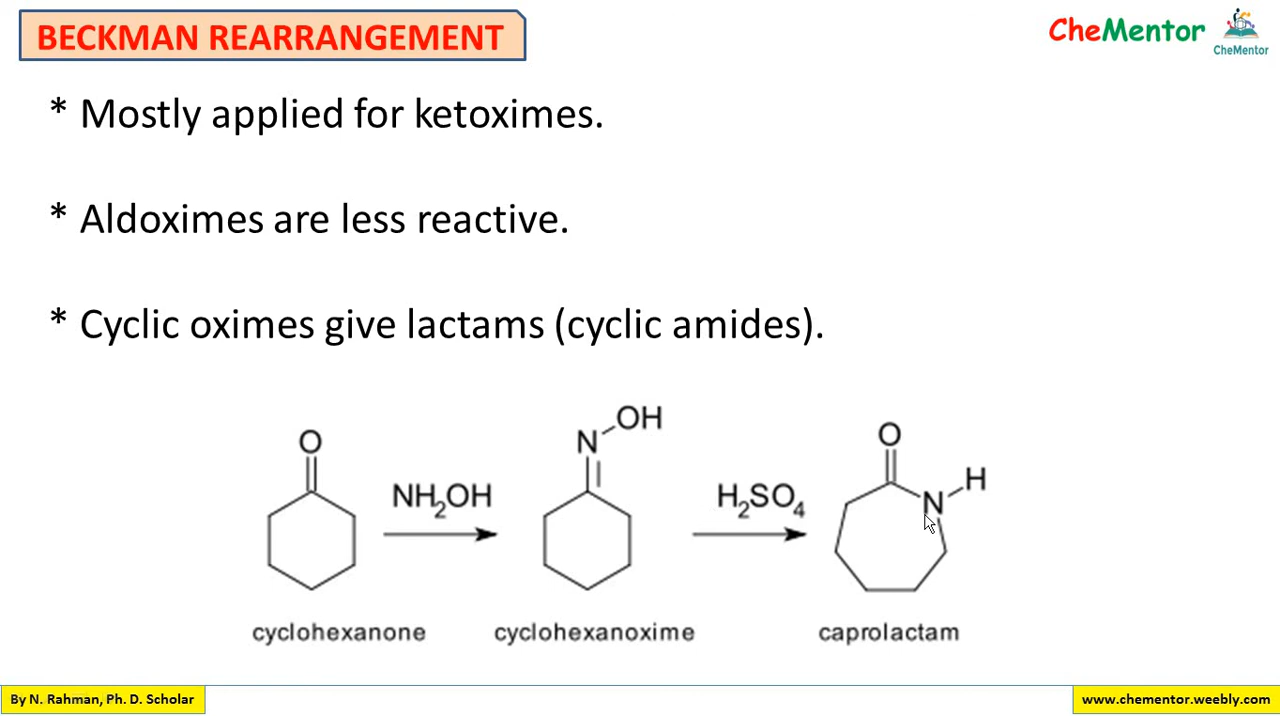 BECKMAN REARRANGEMENT
CheMentor
CheMentor
* Mostly applied for ketoximes.
* Aldoximes are less reactive.
* Cyclic oximes give lactams (cyclic amides).
O
NH₂OH
N
OH
H₂SO₄
O
N
H
cyclohexanone
cyclohexanoxime
caprolactam
By N. Rahman, Ph. D. Scholar
www.chementor.weebly.com